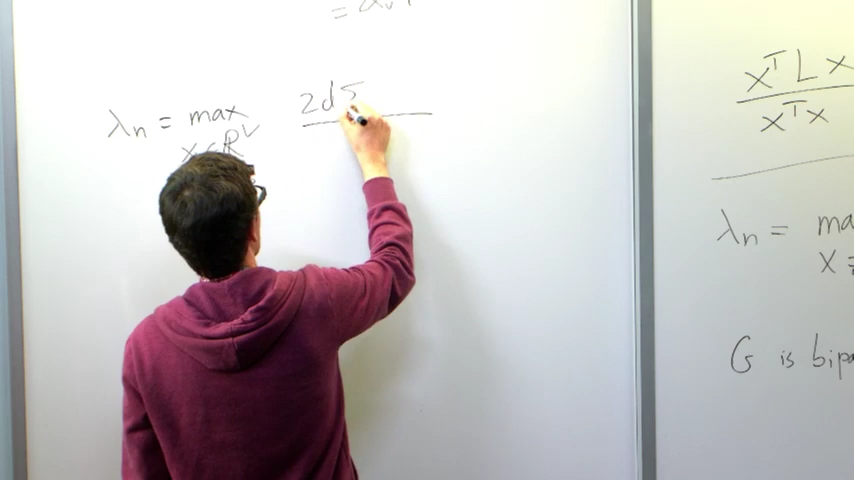 λn = max 2d Σ
x ∈ ℝ^V
x^T L x
x^T x
λn = ma
x =
G is bip